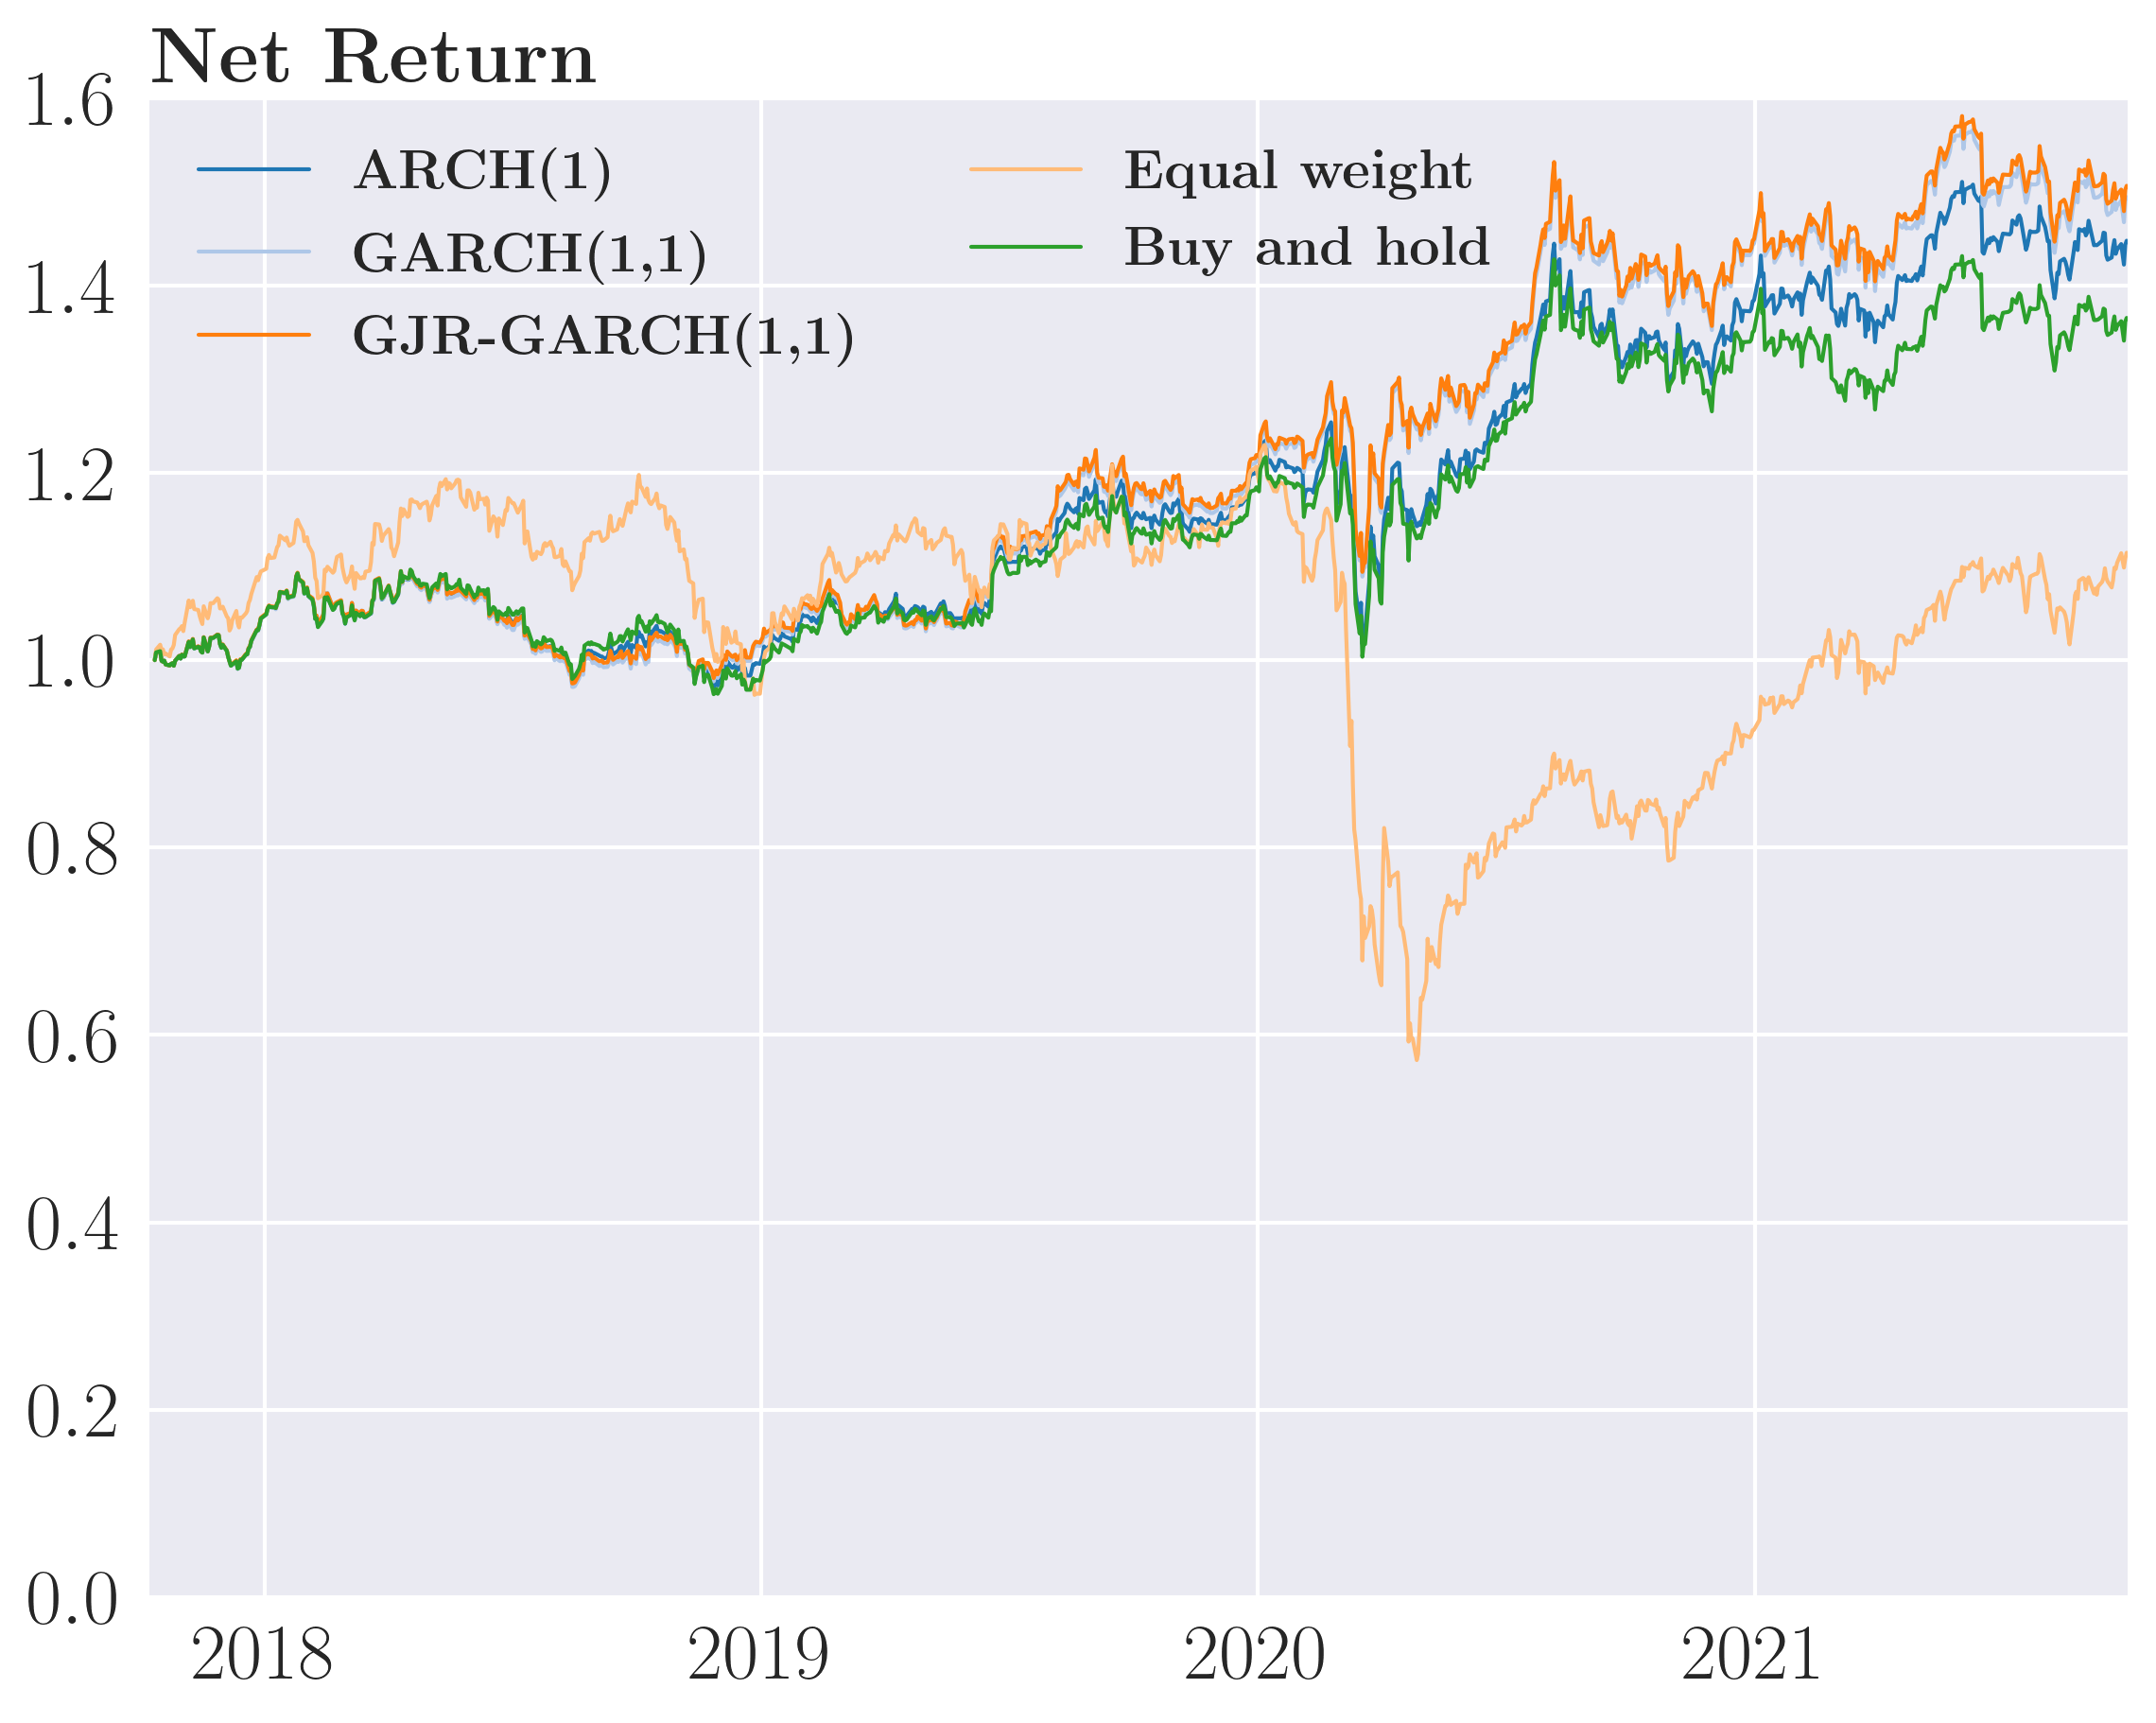 Net Return
ARCH(1)
GARCH(1,1)
GJR-GARCH(1,1)
Equal weight
Buy and hold
1.6
1.4
1.2
1.0
0.8
0.6
0.4
0.2
0.0
2018 2019 2020 2021